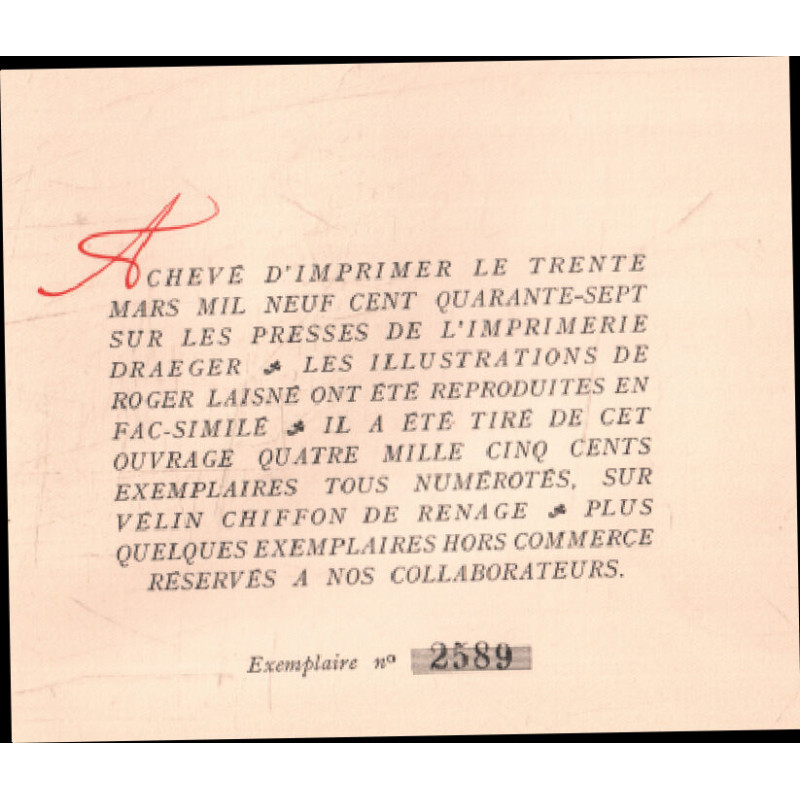 ACHEVÉ D'IMPRIMER LE TRENTE
MARS MIL NEUF CENT QUARANTE-SEPT
SUR LES PRESSES DE L'IMPRIMERIE
DRAEGER ☙ LES ILLUSTRATIONS DE
ROGER LAISNÉ ONT ÉTÉ REPRODUITES EN
FAC-SIMILÉ ☙ IL A ÉTÉ TIRÉ DE CET
OUVRAGE QUATRE MILLE CINQ CENTS
EXEMPLAIRES TOUS NUMÉROTÉS, SUR
VÉLIN CHIFFON DE RENAGE ☙ PLUS
QUELQUES EXEMPLAIRES HORS COMMERCE
RÉSERVÉS A NOS COLLABORATEURS.
Exemplaire nº 2589